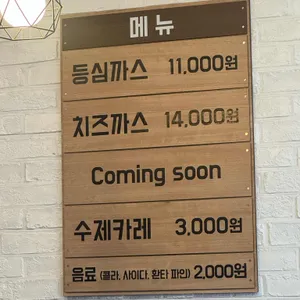 메 뉴
등심까스 11,000원
치즈까스 14,000원
Coming soon
수제카레 3,000원
음료 (콜라, 사이다, 환타 파인) 2,000원